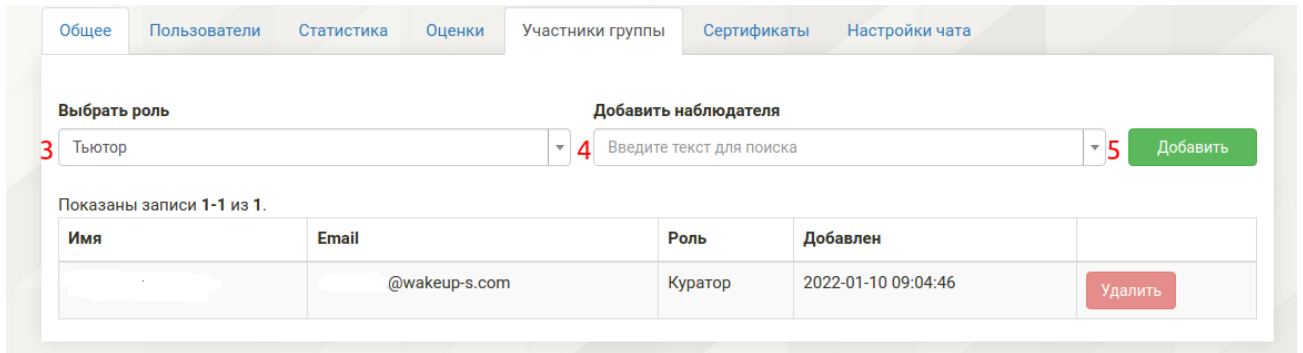 Общее Пользователи Статистика Оценки Участники группы Сертификаты Настройки чата
Выбрать роль Добавить наблюдателя
3 Тьютор 4 Введите текст для поиска 5 Добавить
Показаны записи 1-1 из 1.
Имя Email Роль Добавлен
@wakeup-s.com Куратор 2022-01-10 09:04:46 Удалить